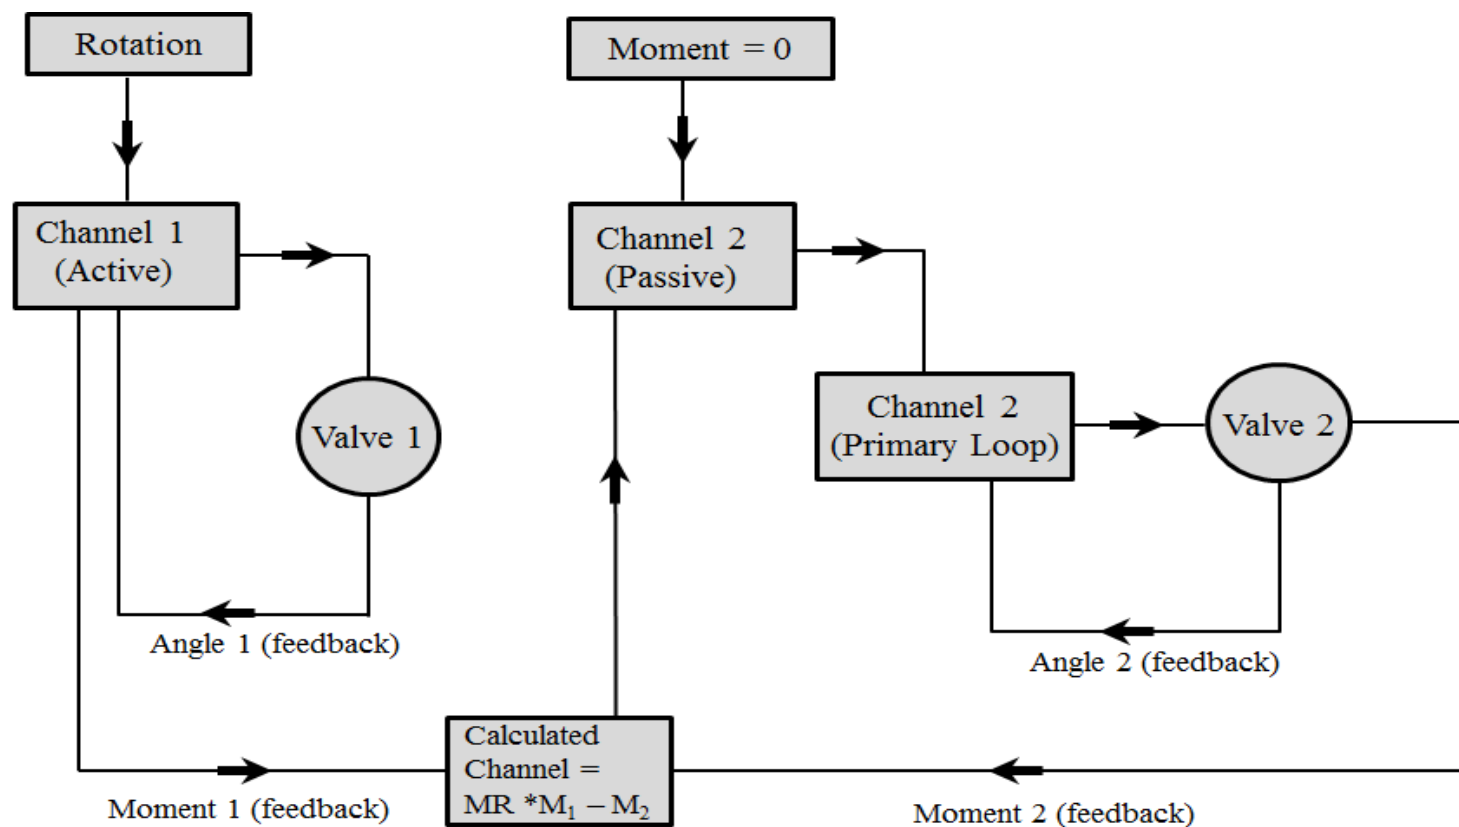 Rotation
Moment = 0
Channel 1
(Active)
Channel 2
(Passive)
Valve 1
Channel 2
(Primary Loop)
Valve 2
Angle 1 (feedback)
Angle 2 (feedback)
Calculated
Channel =
MR *M₁ – M₂
Moment 1 (feedback)
Moment 2 (feedback)